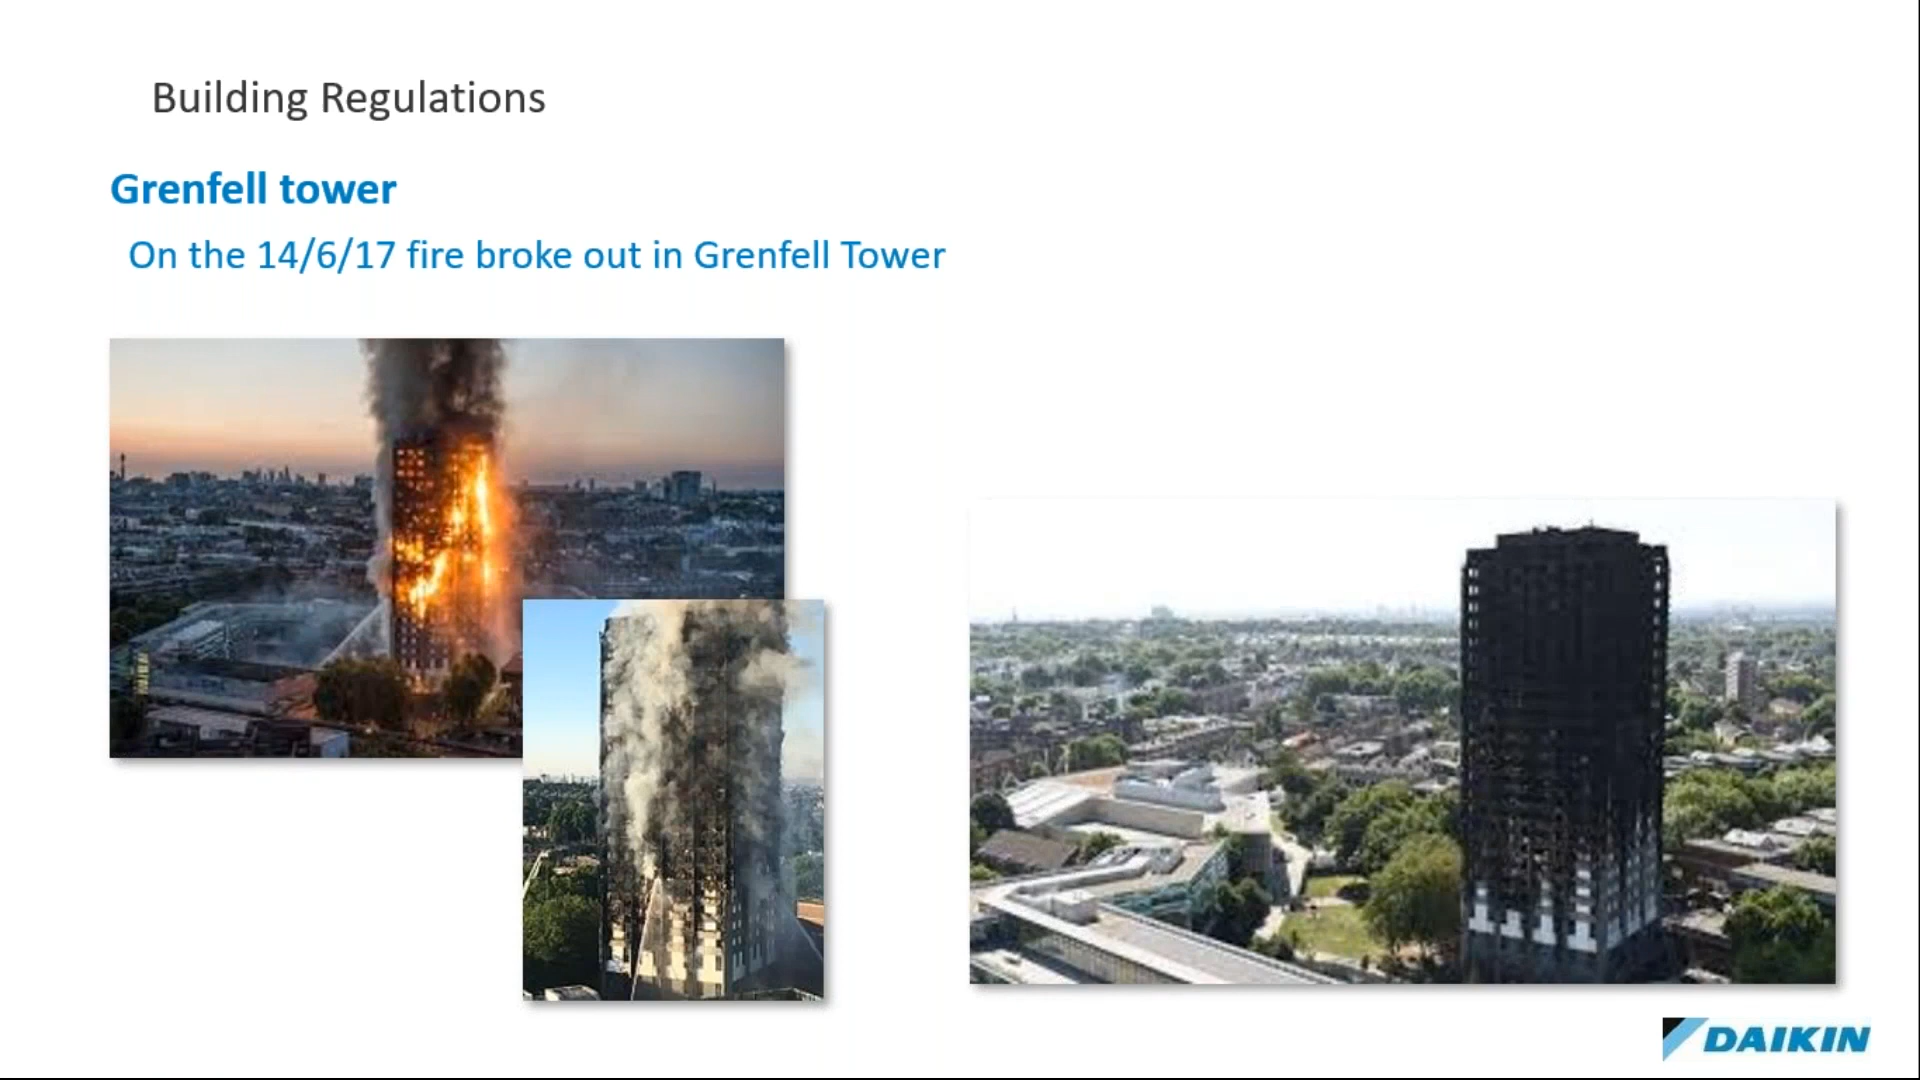 Building Regulations
Grenfell tower
On the 14/6/17 fire broke out in Grenfell Tower
DAIKIN